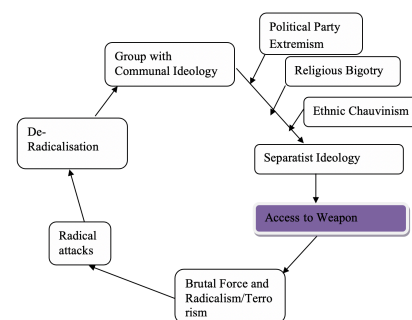 Political Party
Extremism
Group with
Communal Ideology
Religious Bigotry
Ethnic Chauvinism
De-
Radicalisation
Separatist Ideology
Access to Weapon
Radical
attacks
Brutal Force and
Radicalism/Terro
rism